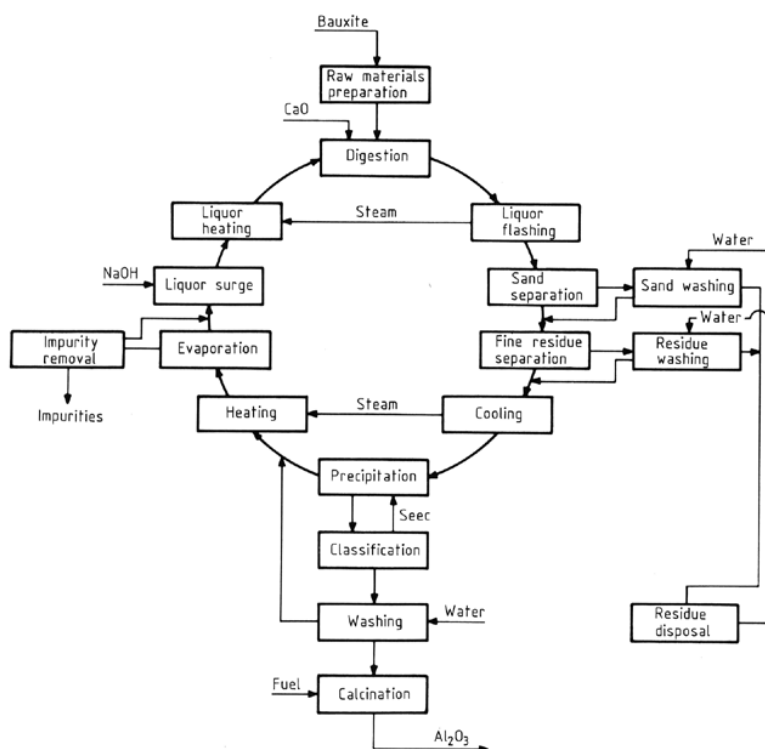 Bauxite
Raw materials
preparation
CaO
Digestion
Liquor
heating
Steam
Liquor
flashing
Water
NaOH
Liquor surge
Sand
separation
Sand washing
Water
Impurity
removal
Evaporation
Fine residue
separation
Residue
washing
Impurities
Heating
Steam
Cooling
Precipitation
Seec
Classification
Washing
Water
Residue
disposal
Fuel
Calcination
Al₂O₃